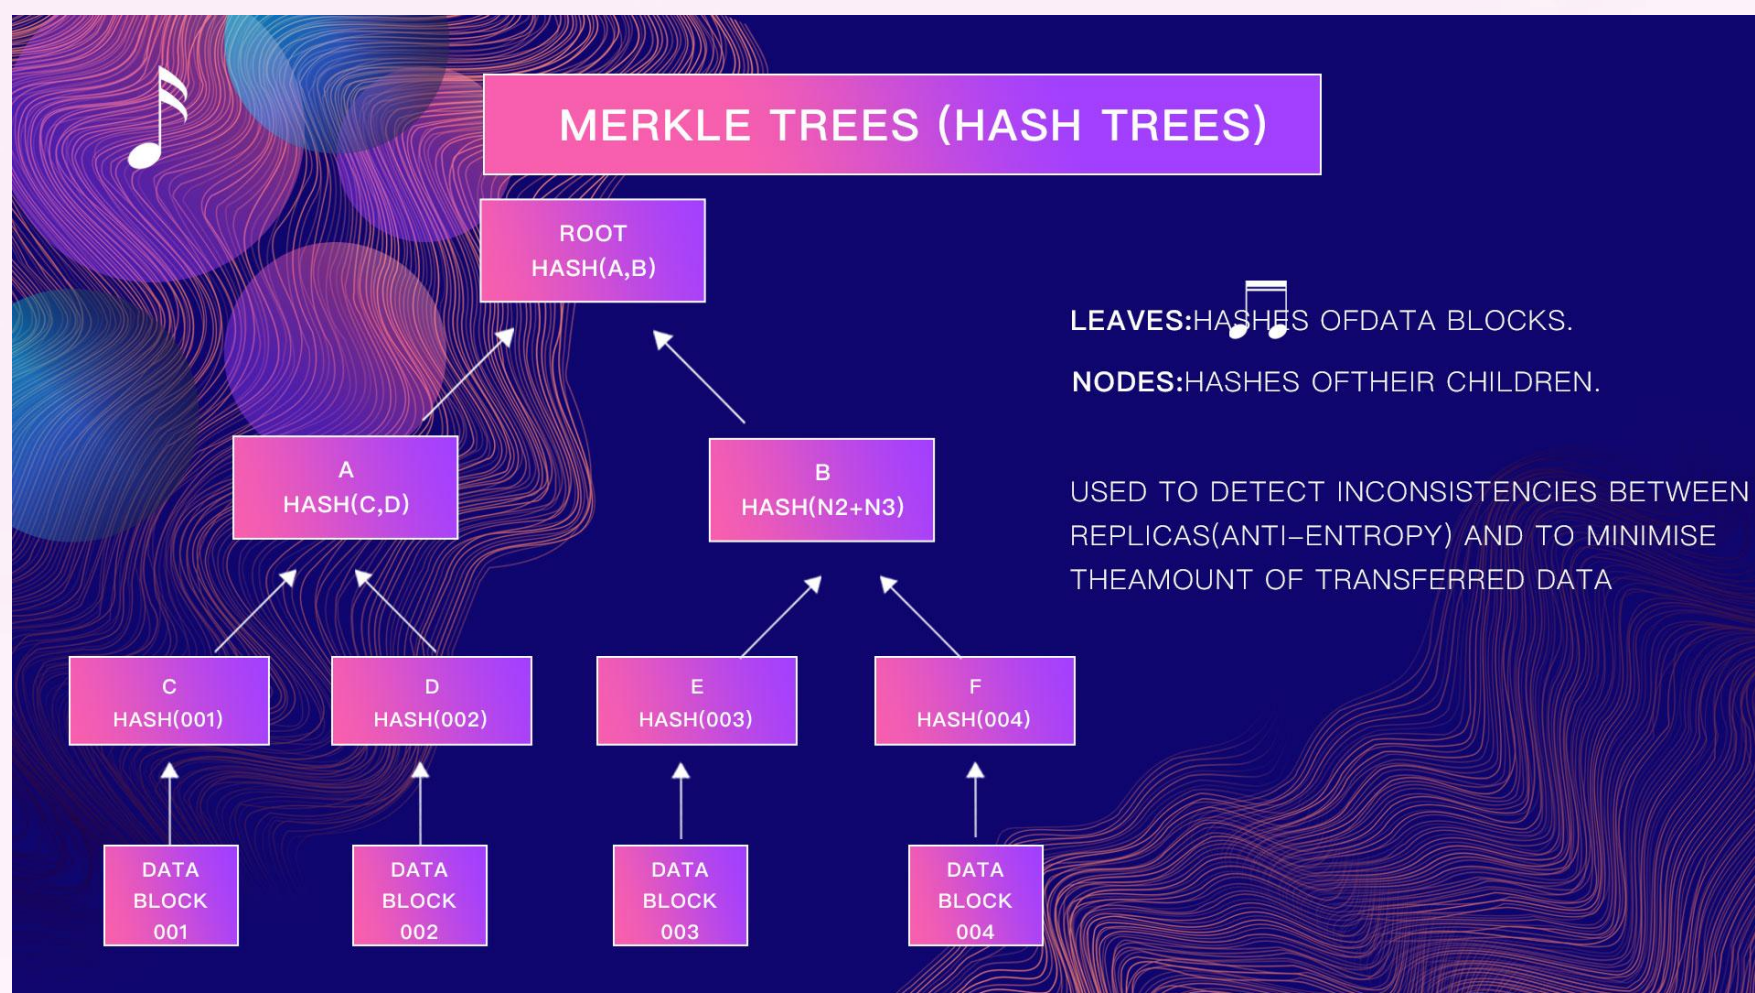 MERKLE TREES (HASH TREES)
ROOT
HASH(A,B)
LEAVES:HASHES OFDATA BLOCKS.
NODES:HASHES OFTHEIR CHILDREN.
A
HASH(C,D)
B
HASH(N2+N3)
USED TO DETECT INCONSISTENCIES BETWEEN
REPLICAS(ANTI-ENTROPY) AND TO MINIMISE
THEAMOUNT OF TRANSFERRED DATA
C
HASH(001)
D
HASH(002)
E
HASH(003)
F
HASH(004)
DATA
BLOCK
001
DATA
BLOCK
002
DATA
BLOCK
003
DATA
BLOCK
004